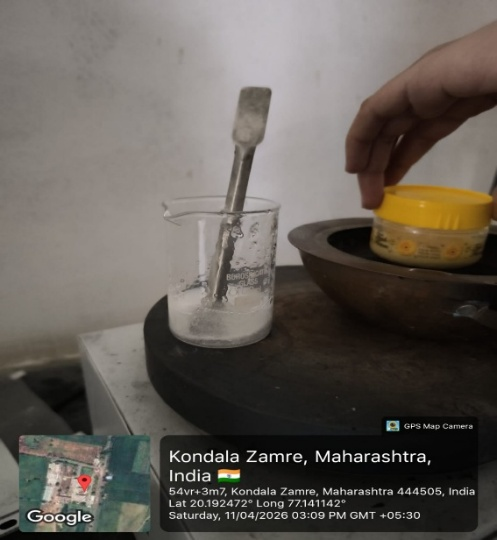 GPS Map Camera
Kondala Zamre, Maharashtra,
India
54vr+3m7, Kondala Zamre, Maharashtra 444505, India
Lat 20.192472° Long 77.141142°
Saturday, 11/04/2026 03:09 PM GMT +05:30
Google